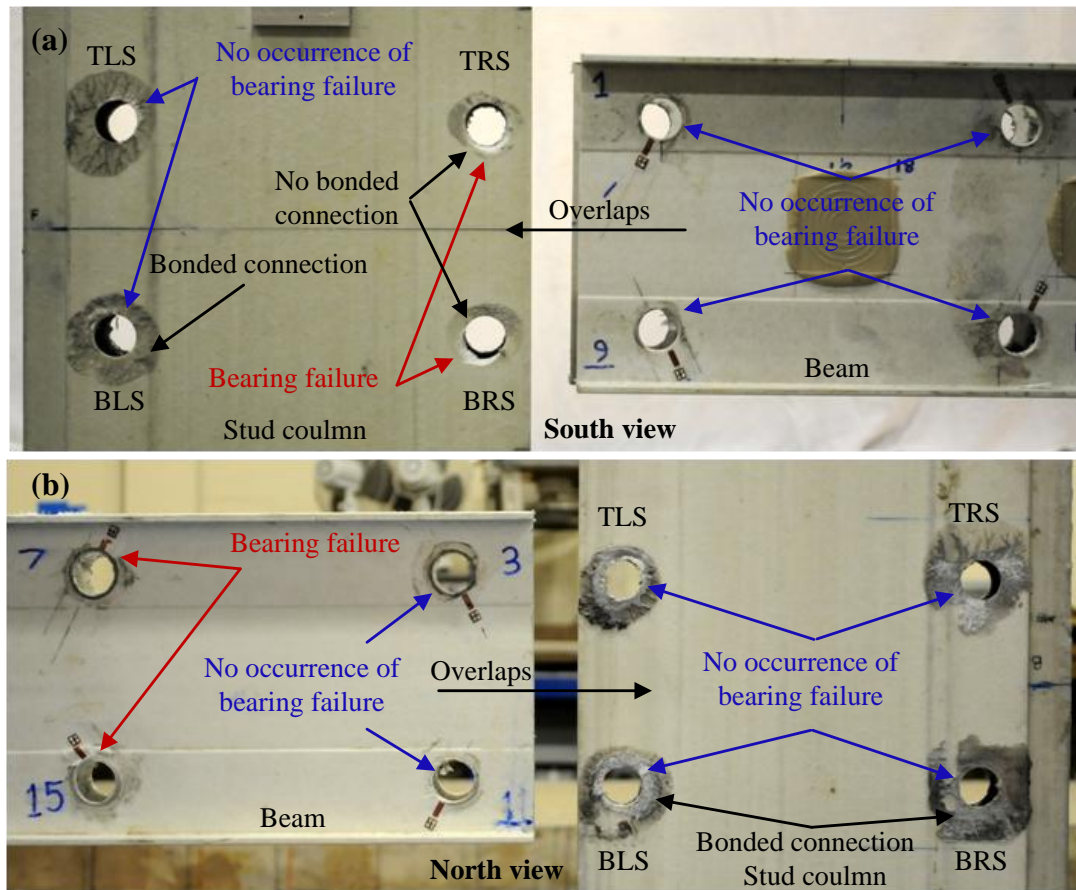 (a)
TLS
No occurrence of
bearing failure
TRS
No bonded
connection
Bonded connection
Bearing failure
BLS
BRS
Stud coulmn
1
18
Overlaps
No occurrence of
bearing failure
9
Beam
South view
(b)
7
Bearing failure
3
No occurrence of
bearing failure
Overlaps
15
11
Beam
North view
TLS
TRS
No occurrence of
bearing failure
Bonded connection
Stud coulmn
BLS
BRS